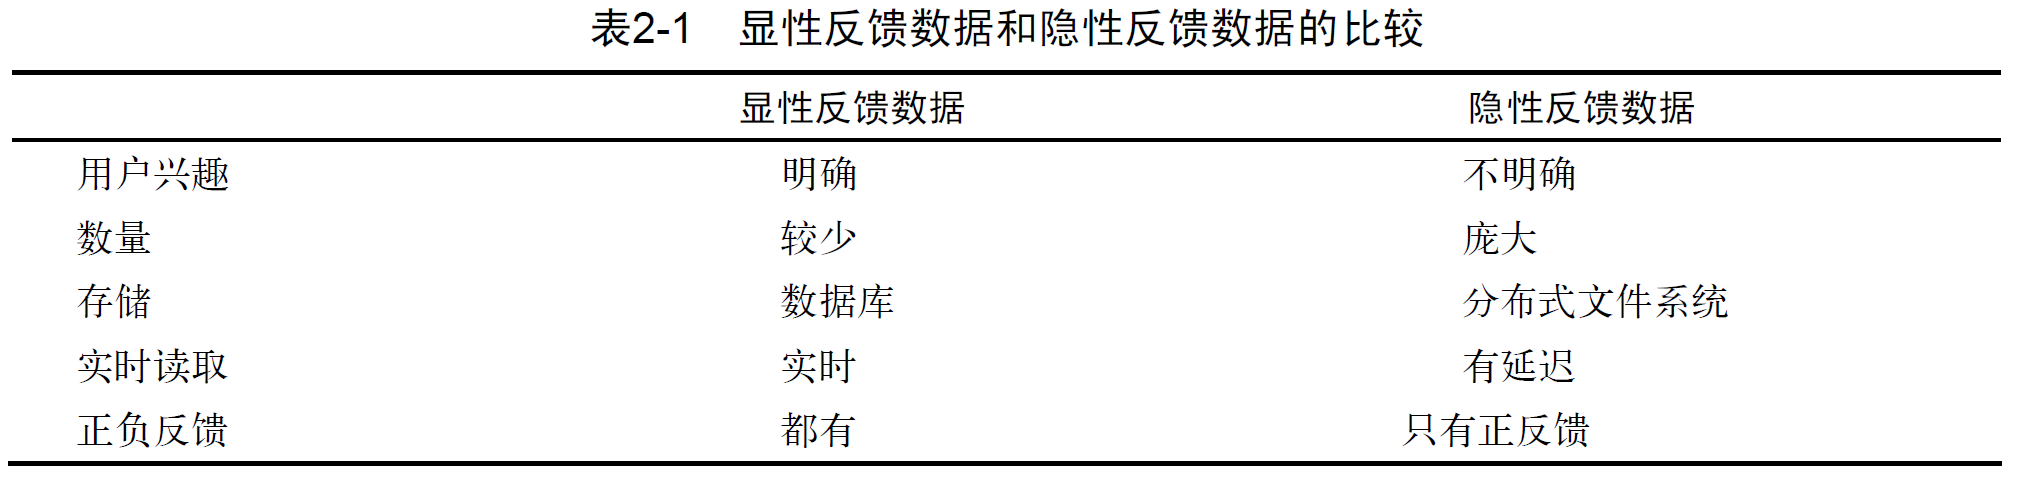 表2-1 显性反馈数据和隐性反馈数据的比较
显性反馈数据 隐性反馈数据
用户兴趣 明确 不明确
数量 较少 庞大
存储 数据库 分布式文件系统
实时读取 实时 有延迟
正负反馈 都有 只有正反馈